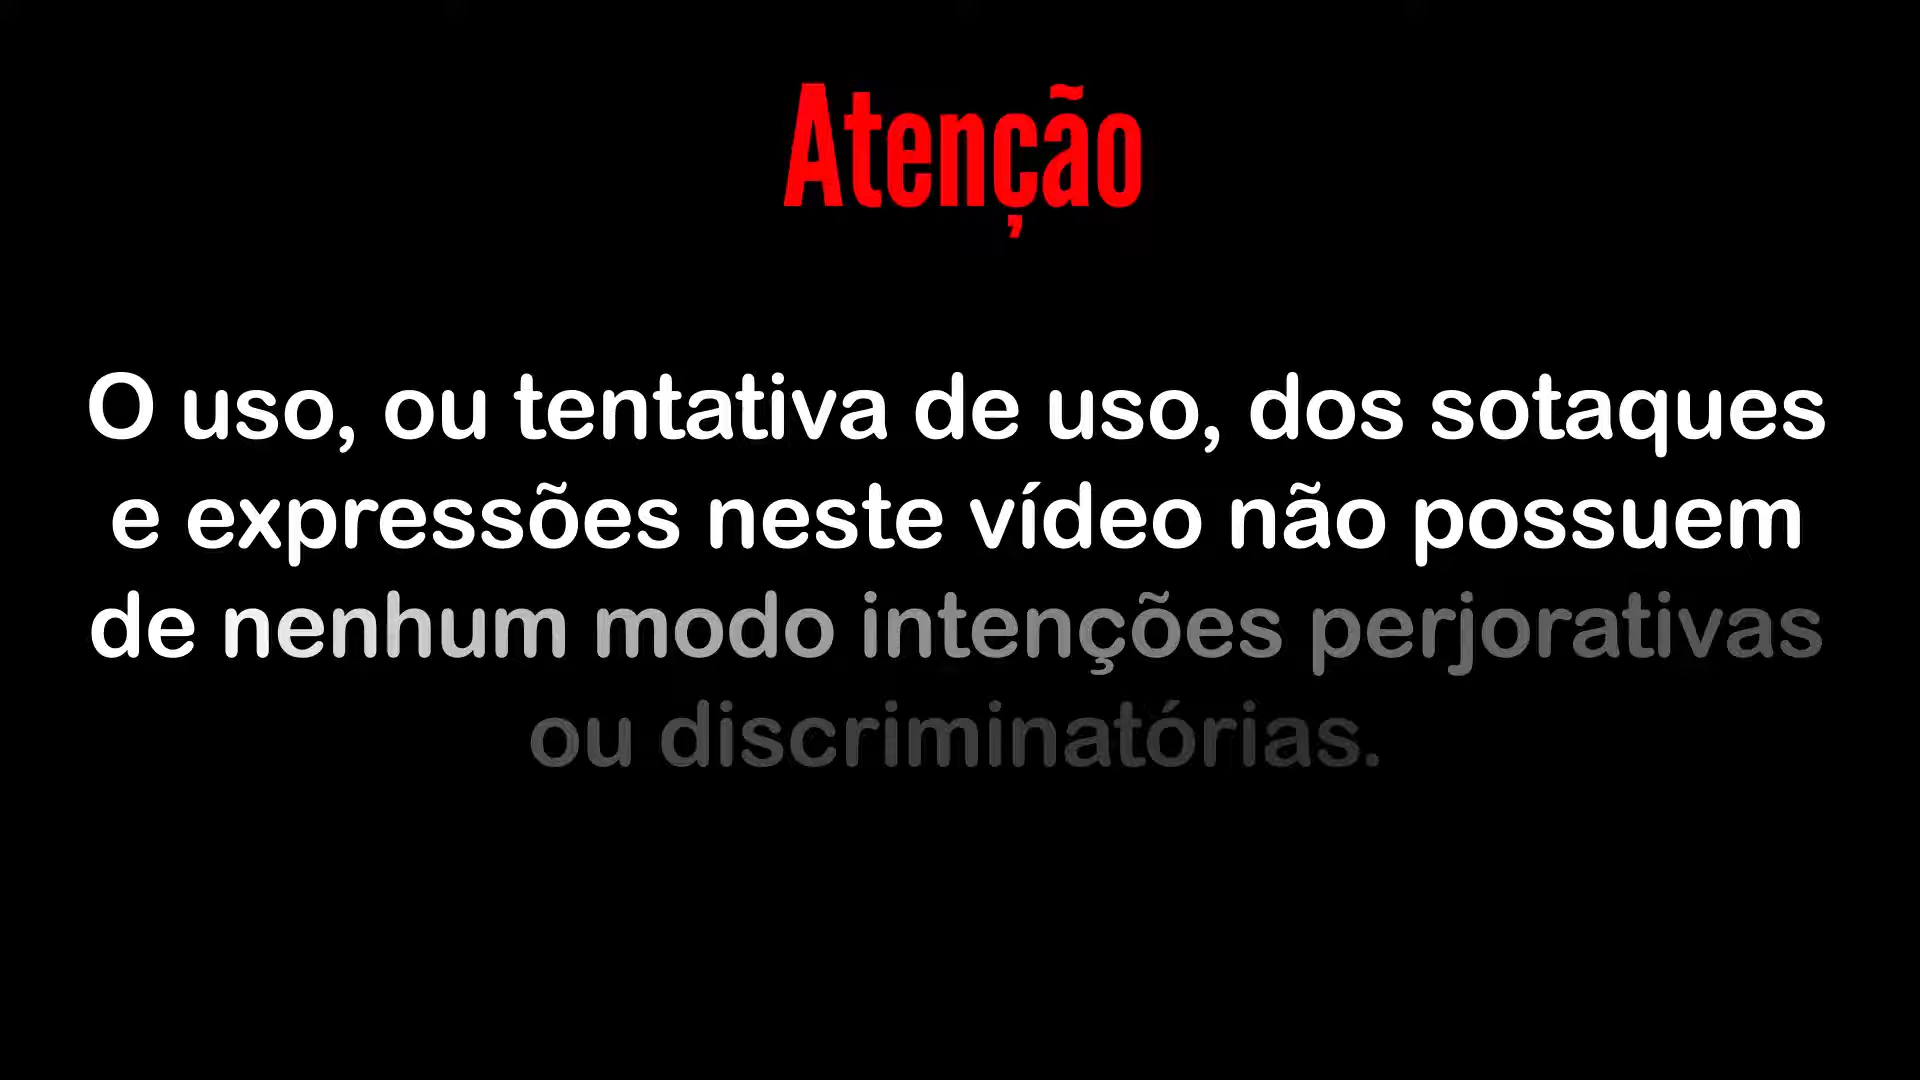 Atenção
O uso, ou tentativa de uso, dos sotaques
e expressões neste vídeo não possuem
de nenhum modo intenções perjorativas
ou discriminatórias.